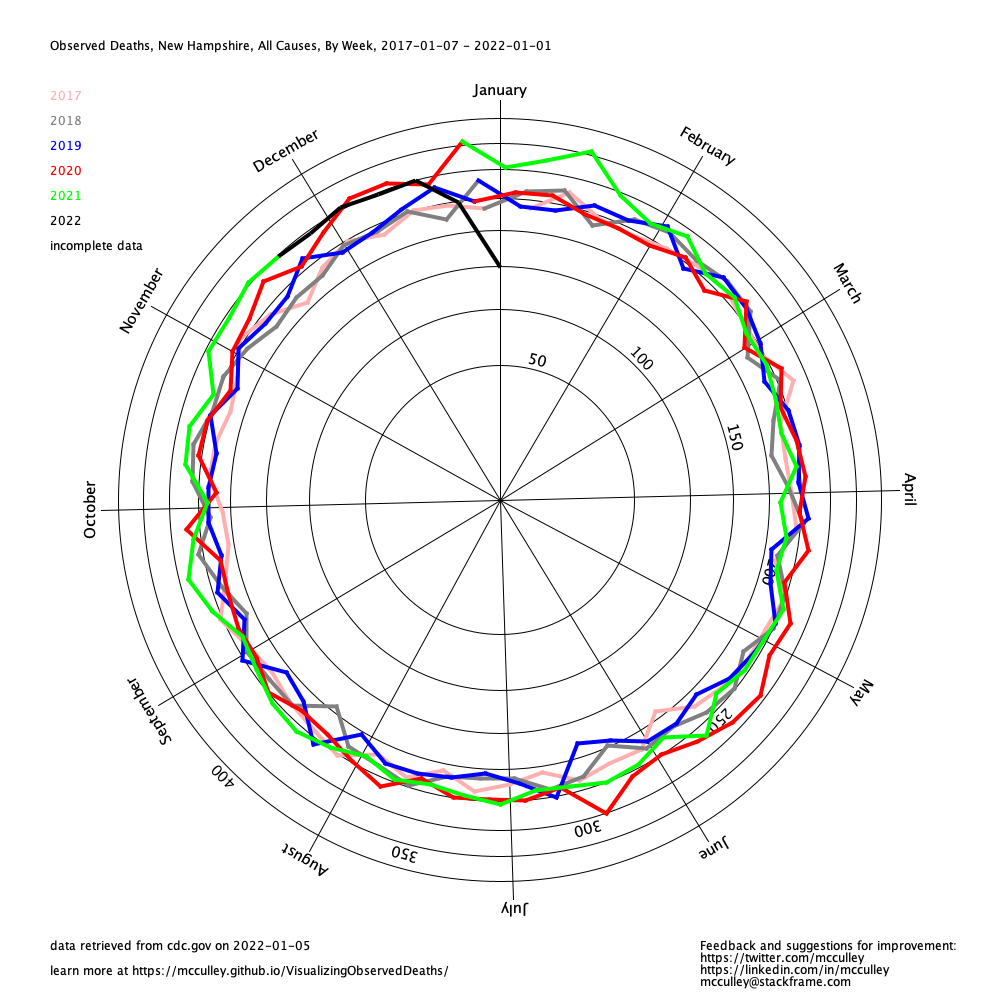 Observed Deaths, New Hampshire, All Causes, By Week, 2017-01-07 - 2022-01-01
January
2017
2018
2019
2020
2021
2022
incomplete data
December
February
November
March
50
100
150
October
April
200
September
May
250
400
300
350
August
June
July
data retrieved from cdc.gov on 2022-01-05
learn more at https://mcculley.github.io/VisualizingObservedDeaths/
Feedback and suggestions for improvement:
https://twitter.com/mcculley
https://linkedin.com/in/mcculley
mcculley@stackframe.com